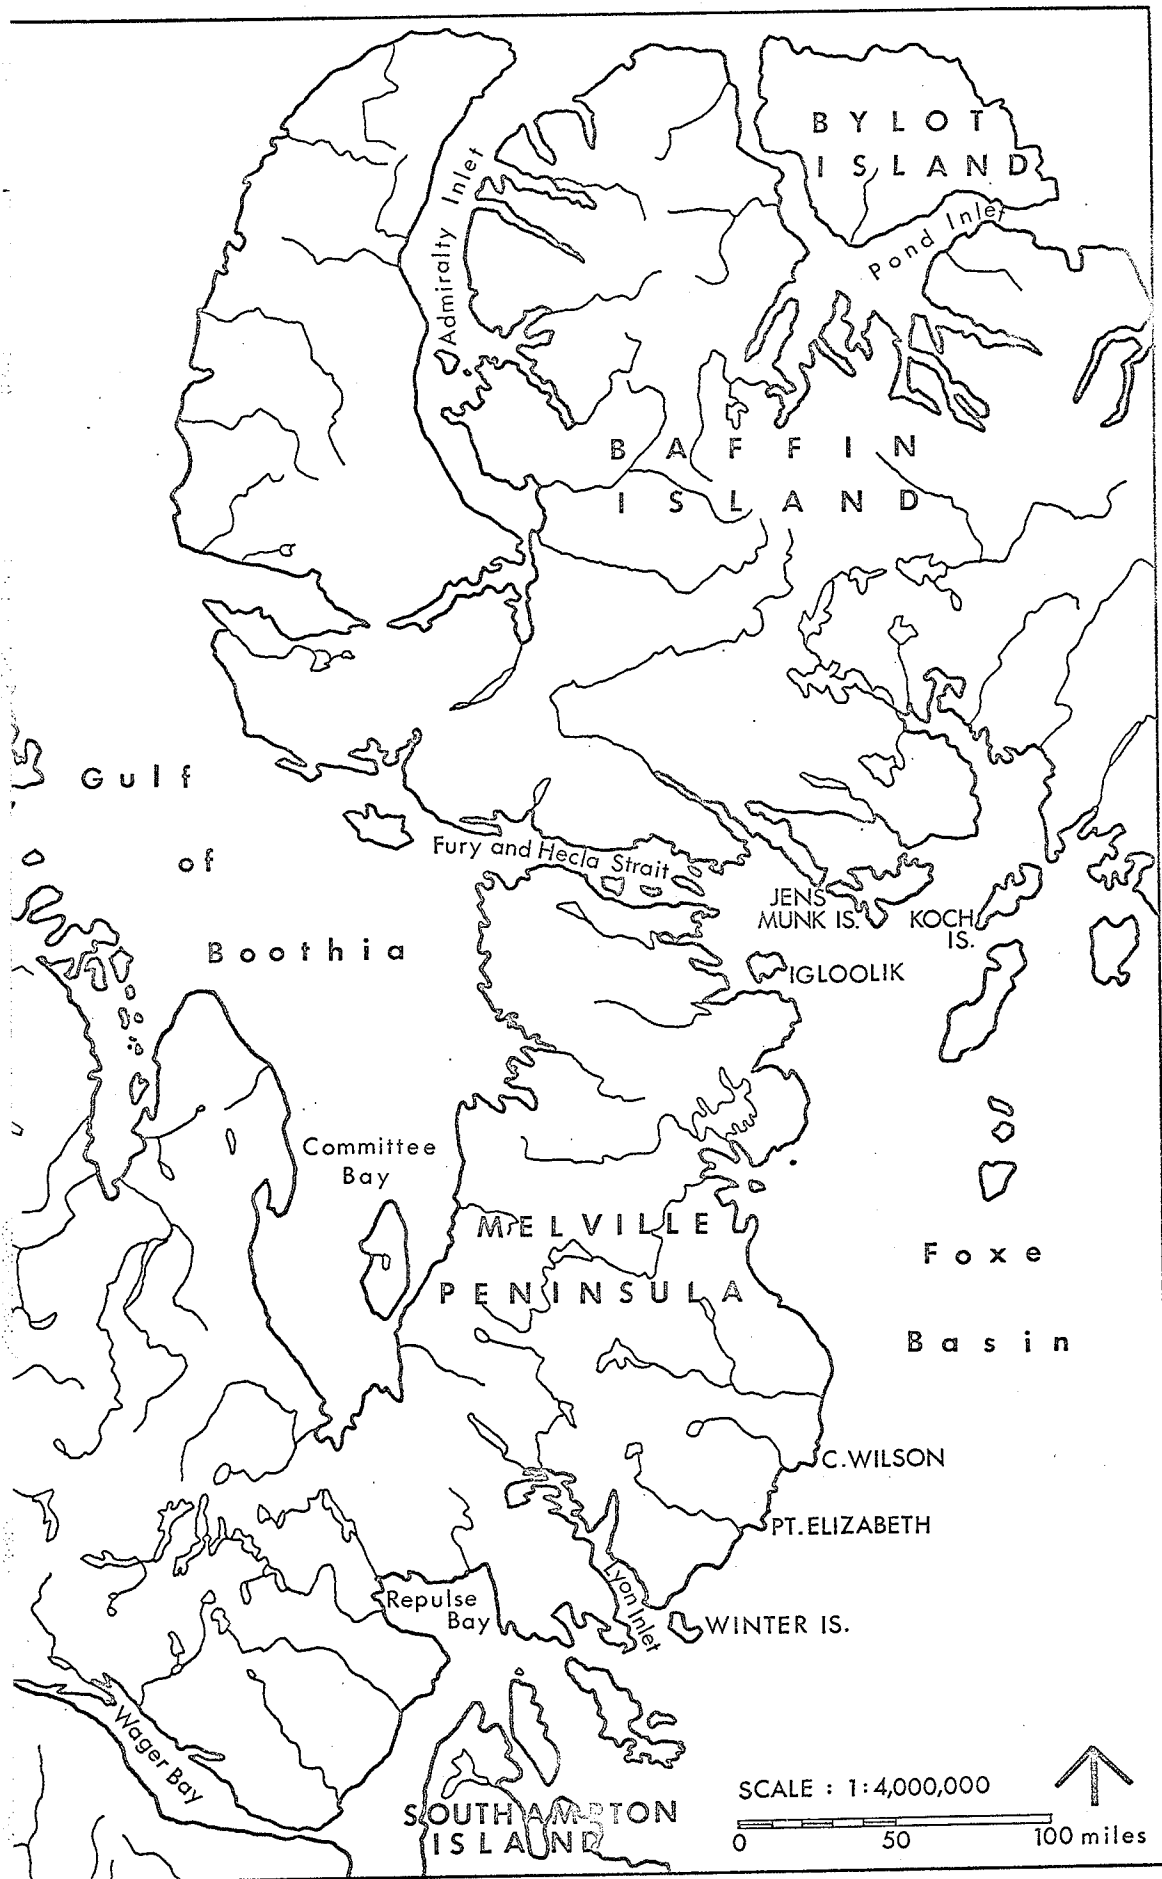 BYLOT
ISLAND
Admiralty Inlet
Pond Inlet
BAFFIN
ISLAND
Gulf
of
Boothia
Fury and Hecla Strait
JENS
MUNK IS.
KOCH
IS.
IGLOOLIK
Committee
Bay
MELVILLE
PENINSULA
Foxe
Basin
C. WILSON
PT. ELIZABETH
Repulse
Bay
Lyon Inlet
WINTER IS.
Wager Bay
SOUTHAMPTON
ISLAND
SCALE : 1:4,000,000
0 50 100 miles